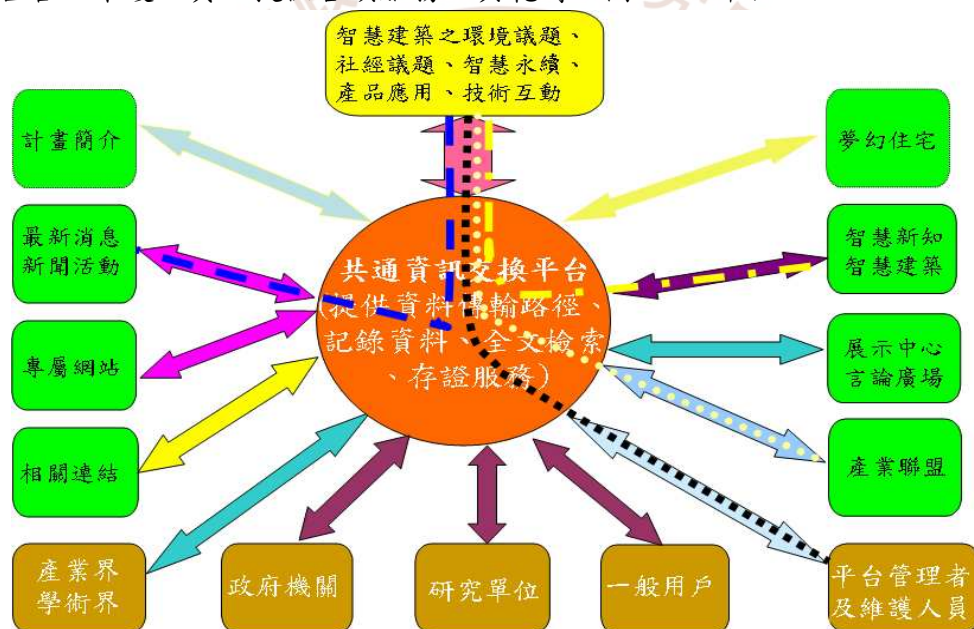 智慧建築之環境議題、
社經議題、智慧永續、
產品應用、技術互動
計畫簡介
夢幻住宅
最新消息
新聞活動
智慧新知
智慧建築
共通資訊交換平台
(提供資料傳輸路徑、
記錄資料、全文檢索
、存證服務)
專屬網站
展示中心
言論廣場
相關連結
產業聯盟
產業界
學術界
政府機關
研究單位
一般用戶
平台管理者
及維護人員